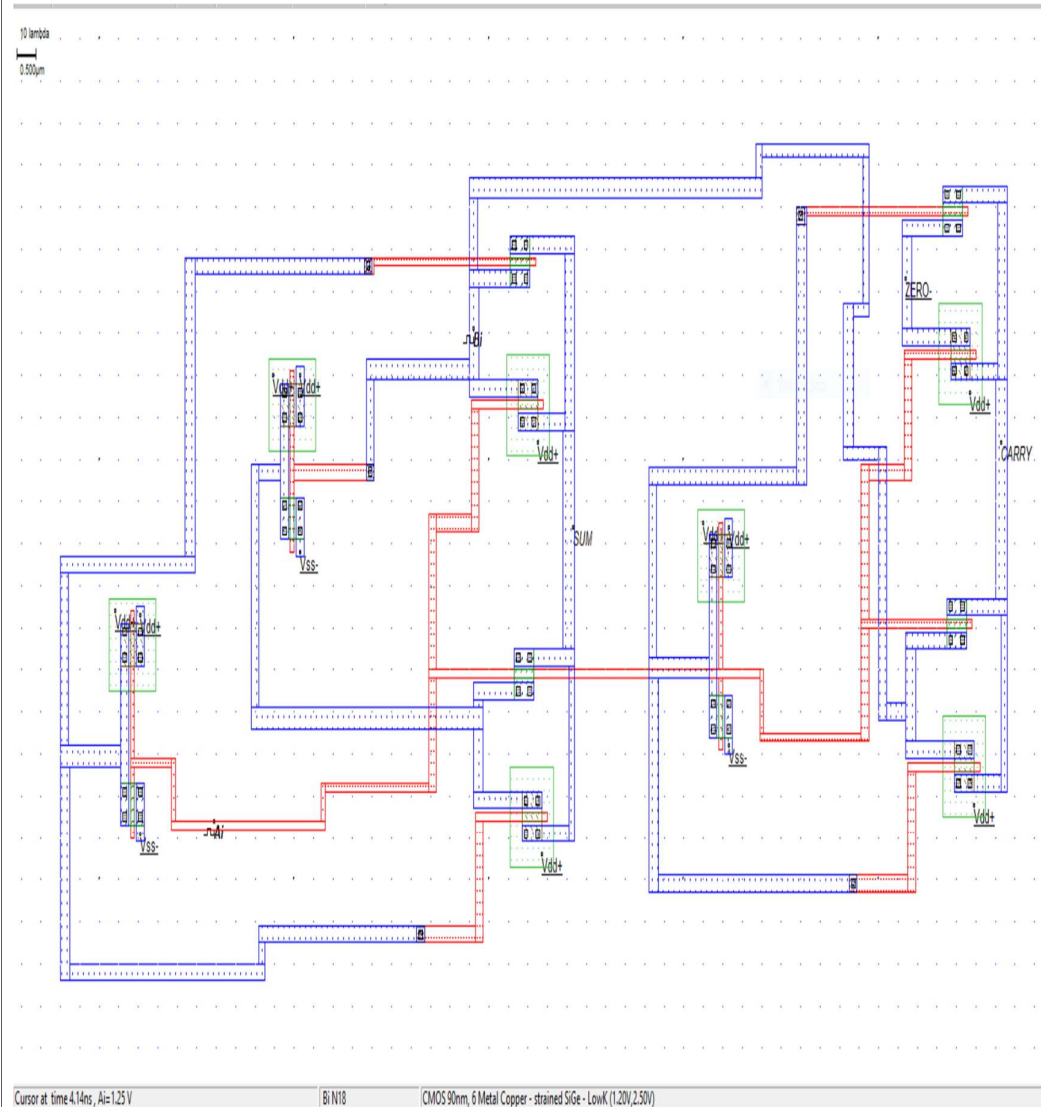 10 lambda
0.500µm
ZERO-
Bi
Vdd+ Vdd+
Vdd+
Vdd+
CARRY
SUM
Vdd+ Vdd+
Vss-
Vdd+ Vdd+
Vss-
Vdd+
Ai
Vss-
Vdd+
Cursor at time 4.14ns , Ai=1.25 V
Bi N18
CMOS 90nm, 6 Metal Copper - strained SiGe - LowK (1.20V,2.50V)